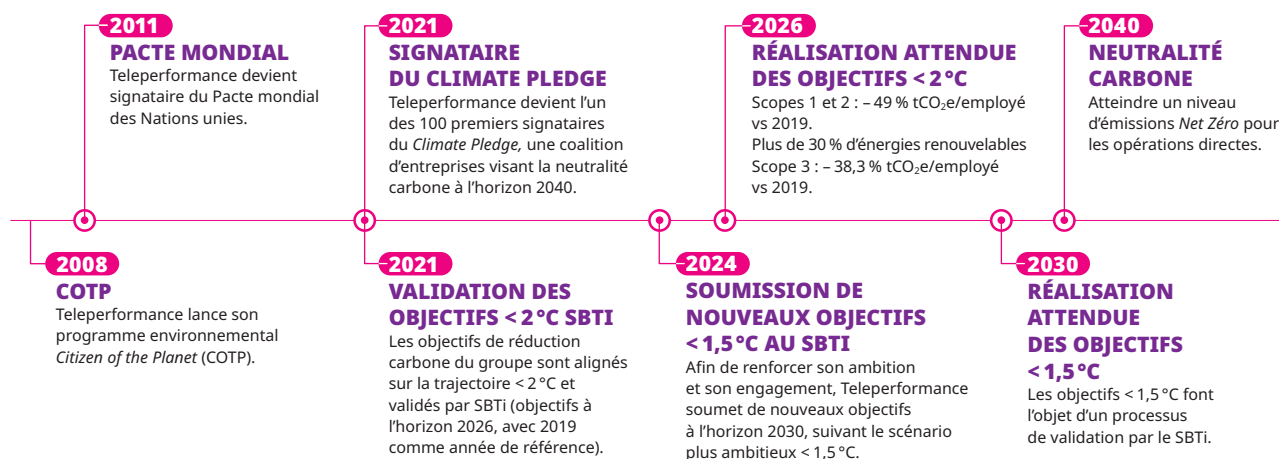 2011
PACTE MONDIAL
Teleperformance devient
signataire du Pacte mondial
des Nations unies.
2021
SIGNATAIRE
DU CLIMATE PLEDGE
Teleperformance devient l’un
des 100 premiers signataires
du Climate Pledge, une coalition
d’entreprises visant la neutralité
carbone à l’horizon 2040.
2026
RÉALISATION ATTENDUE
DES OBJECTIFS < 2 °C
Scopes 1 et 2 : – 49 % tCO₂e/employé
vs 2019.
Plus de 30 % d’énergies renouvelables
Scope 3 : – 38,3 % tCO₂e/employé
vs 2019.
2040
NEUTRALITÉ
CARBONE
Atteindre un niveau
d’émissions Net Zéro pour
les opérations directes.
2008
COTP
Teleperformance lance son
programme environnemental
Citizen of the Planet (COTP).
2021
VALIDATION DES
OBJECTIFS < 2 °C SBTI
Les objectifs de réduction
carbone du groupe sont alignés
sur la trajectoire < 2 °C et
validés par SBTi (objectifs à
l’horizon 2026, avec 2019
comme année de référence).
2024
SOUMISSION DE
NOUVEAUX OBJECTIFS
< 1,5 °C AU SBTI
Afin de renforcer son ambition
et son engagement, Teleperformance
soumet de nouveaux objectifs
à l’horizon 2030, suivant le scénario
plus ambitieux < 1,5 °C.
2030
RÉALISATION
ATTENDUE
DES OBJECTIFS
< 1,5 °C
Les objectifs < 1,5 °C font
l’objet d’un processus
de validation par le SBTi.